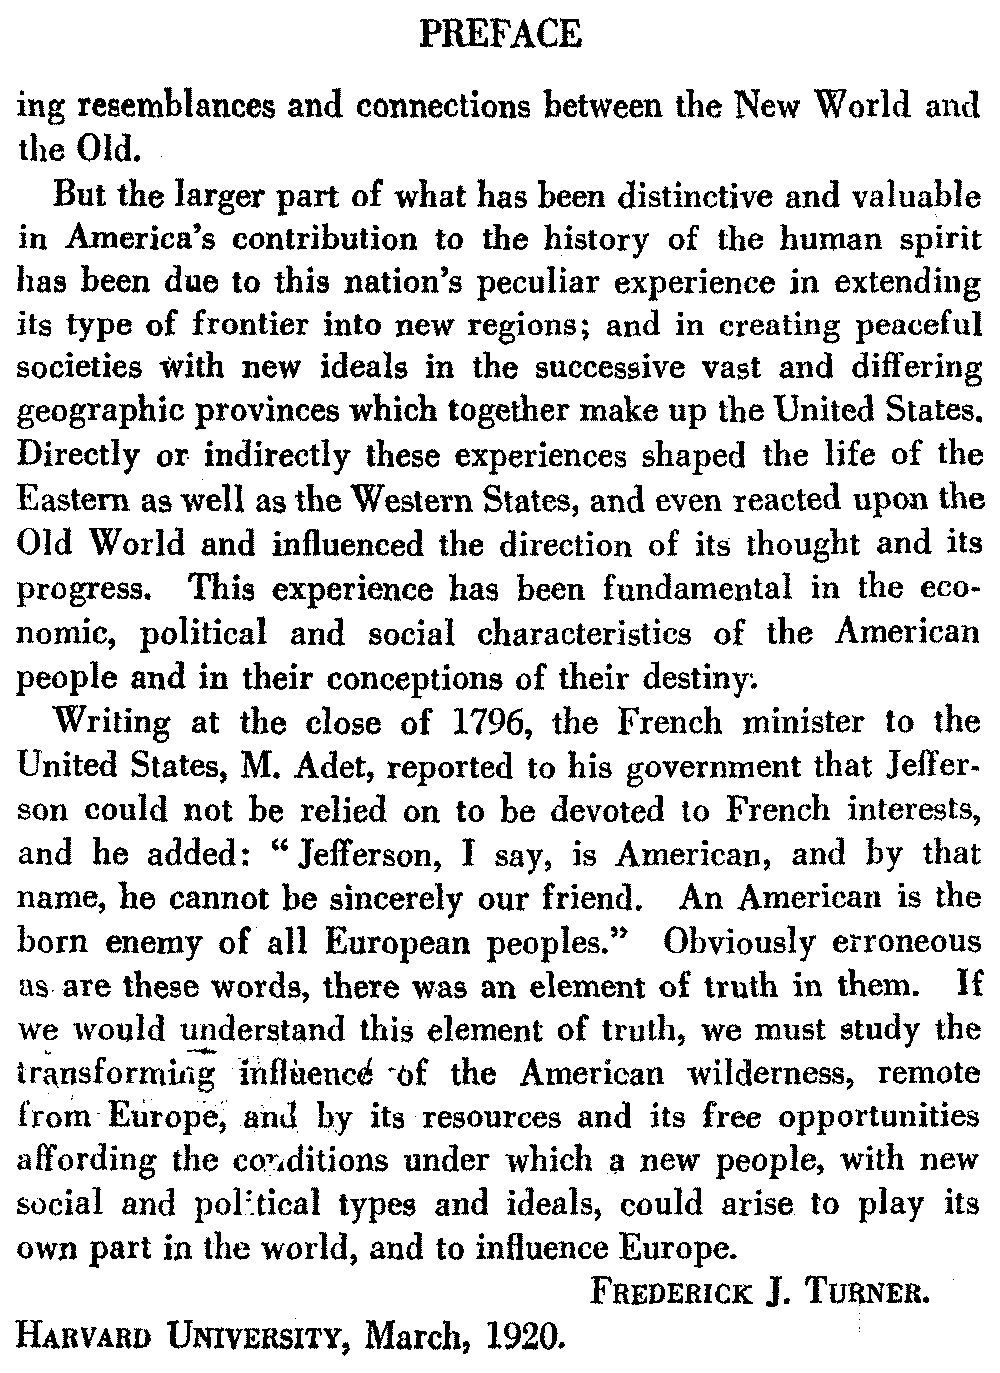 PREFACE
ing resemblances and connections between the New World and
the Old.
But the larger part of what has been distinctive and valuable
in America's contribution to the history of the human spirit
has been due to this nation's peculiar experience in extending
its type of frontier into new regions; and in creating peaceful
societies with new ideals in the successive vast and differing
geographic provinces which together make up the United States.
Directly or indirectly these experiences shaped the life of the
Eastern as well as the Western States, and even reacted upon the
Old World and influenced the direction of its thought and its
progress. This experience has been fundamental in the eco-
nomic, political and social characteristics of the American
people and in their conceptions of their destiny.
Writing at the close of 1796, the French minister to the
United States, M. Adet, reported to his government that Jeffer-
son could not be relied on to be devoted to French interests,
and he added: “ Jefferson, I say, is American, and by that
name, he cannot be sincerely our friend. An American is the
born enemy of all European peoples.” Obviously erroneous
as are these words, there was an element of truth in them. If
we would understand this element of truth, we must study the
transforming influence of the American wilderness, remote
from Europe, and by its resources and its free opportunities
affording the conditions under which a new people, with new
social and political types and ideals, could arise to play its
own part in the world, and to influence Europe.
FREDERICK J. TURNER.
HARVARD UNIVERSITY, March, 1920.